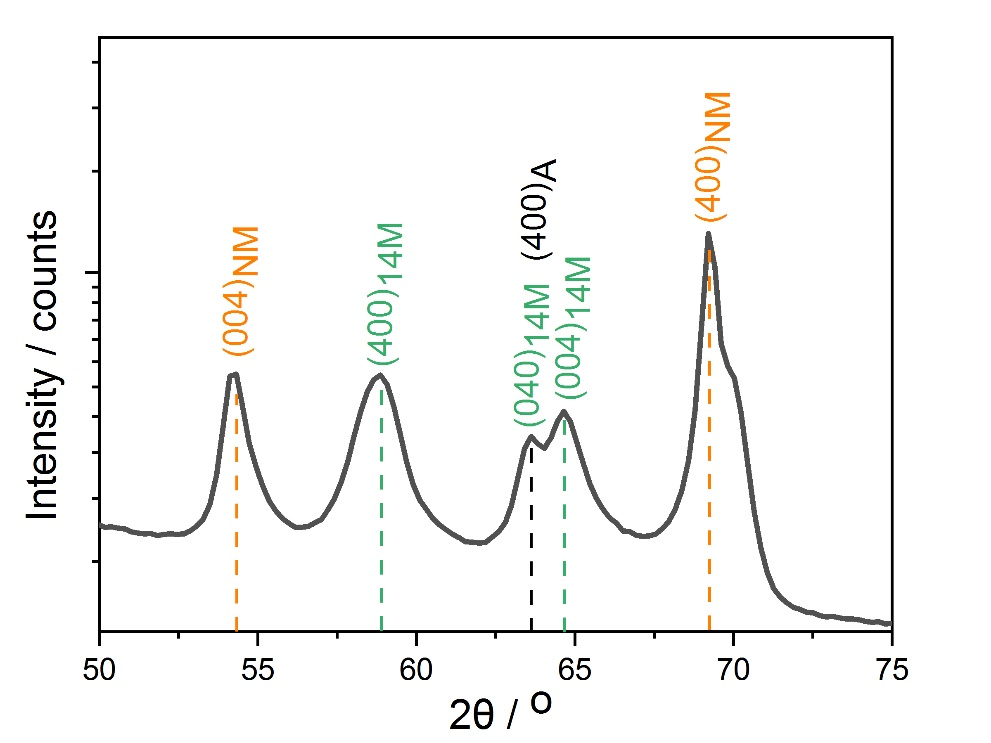 Intensity / counts
(004)NM
(400)14M
(040)14M
(400)A
(004)14M
(400)NM
50 55 60 65 70 75
2θ / º